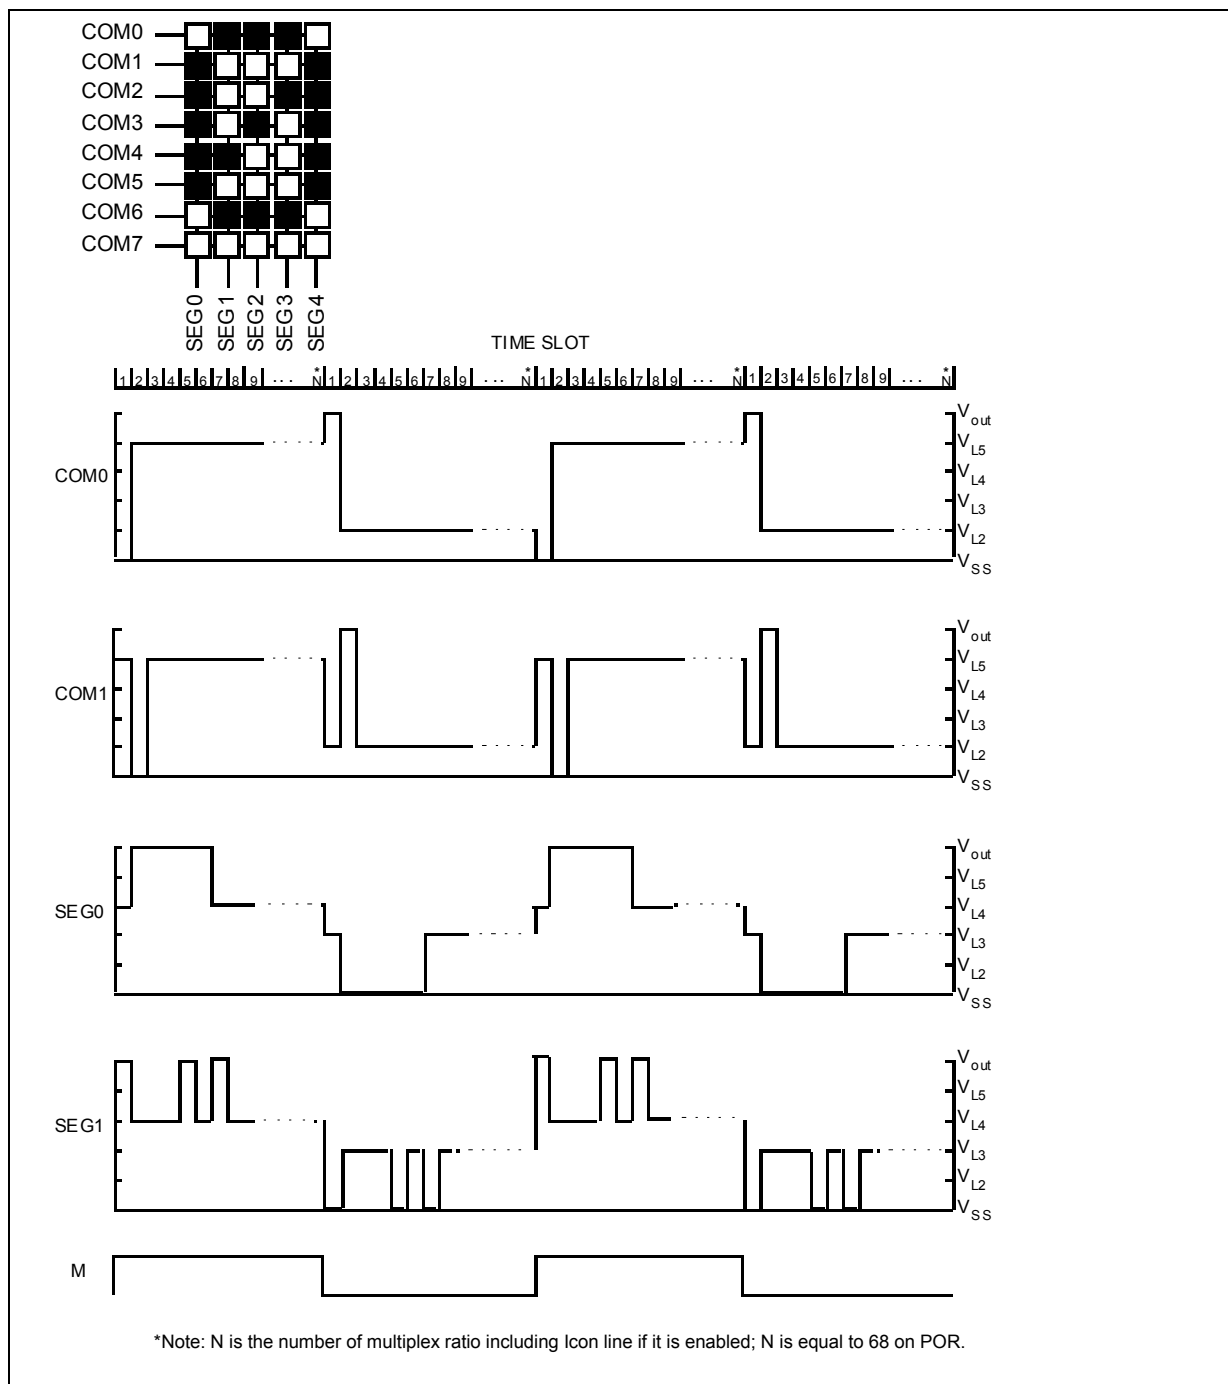 COM0
COM1
COM2
COM3
COM4
COM5
COM6
COM7
SEG0
SEG1
SEG2
SEG3
SEG4
TIME SLOT
1 2 3 4 5 6 7 8 9 . . . *N 1 2 3 4 5 6 7 8 9 . . . *N 1 2 3 4 5 6 7 8 9 . . . *N 1 2 3 4 5 6 7 8 9 . . . *N
COM0
Vout
VL5
VL4
VL3
VL2
VSS
COM1
Vout
VL5
VL4
VL3
VL2
VSS
SEG0
Vout
VL5
VL4
VL3
VL2
VSS
SEG1
Vout
VL5
VL4
VL3
VL2
VSS
M
*Note: N is the number of multiplex ratio including Icon line if it is enabled; N is equal to 68 on POR.